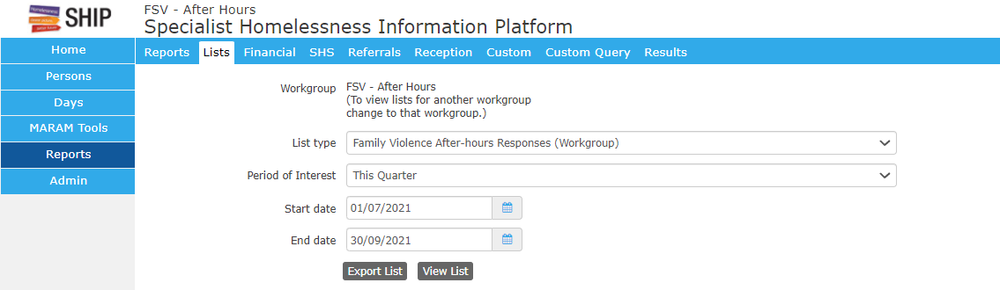 SHIP
FSV - After Hours
Specialist Homelessness Information Platform
Home
Persons
Days
MARAM Tools
Reports
Admin
Reports Lists Financial SHS Referrals Reception Custom Custom Query Results
Workgroup FSV - After Hours
(To view lists for another workgroup
change to that workgroup.)
List type Family Violence After-hours Responses (Workgroup)
Period of Interest This Quarter
Start date 01/07/2021
End date 30/09/2021
Export List View List